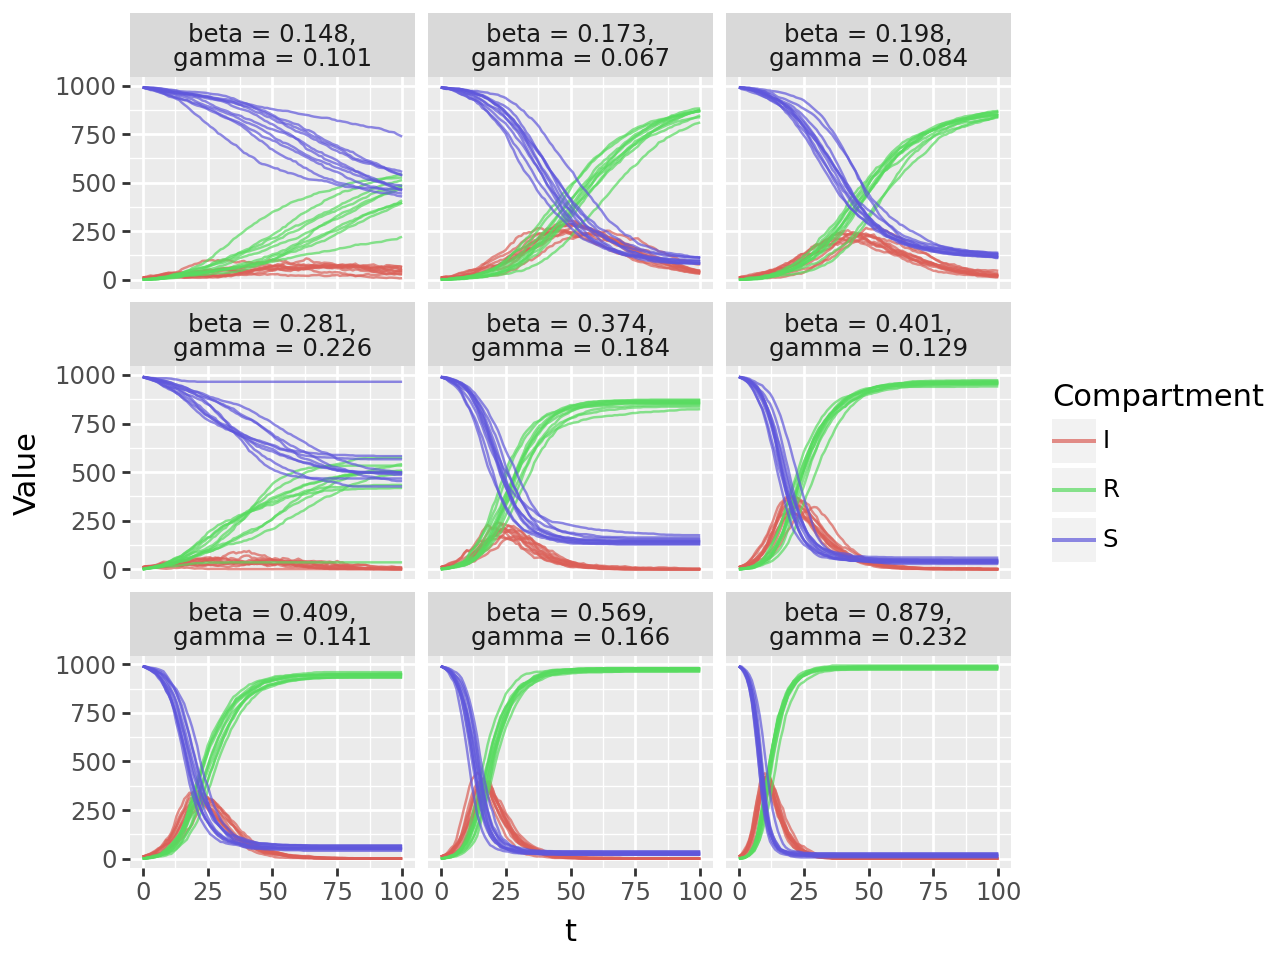 beta = 0.148,
gamma = 0.101
beta = 0.173,
gamma = 0.067
beta = 0.198,
gamma = 0.084
1000
750
500
250
0
beta = 0.281,
gamma = 0.226
beta = 0.374,
gamma = 0.184
beta = 0.401,
gamma = 0.129
1000
750
500
250
0
Value
Compartment
I
R
S
beta = 0.409,
gamma = 0.141
beta = 0.569,
gamma = 0.166
beta = 0.879,
gamma = 0.232
1000
750
500
250
0
0 25 50 75 100 0 25 50 75 100 0 25 50 75 100
t